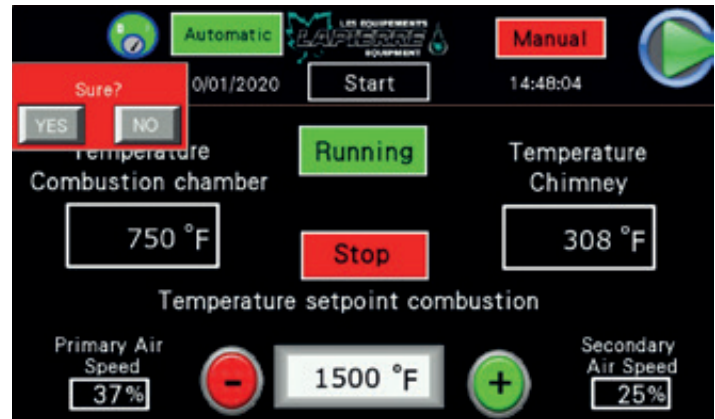 Automatic
LES EQUIPEMENTS
LAPIERRE
EQUIPMENT
Manual
Sure?
YES NO
0/01/2020
Start
14:48:04
Temperature
Combustion chamber
Running
Temperature
Chimney
750 °F
Stop
308 °F
Temperature setpoint combustion
Primary Air
Speed
37%
-
1500 °F
+
Secondary
Air Speed
25%